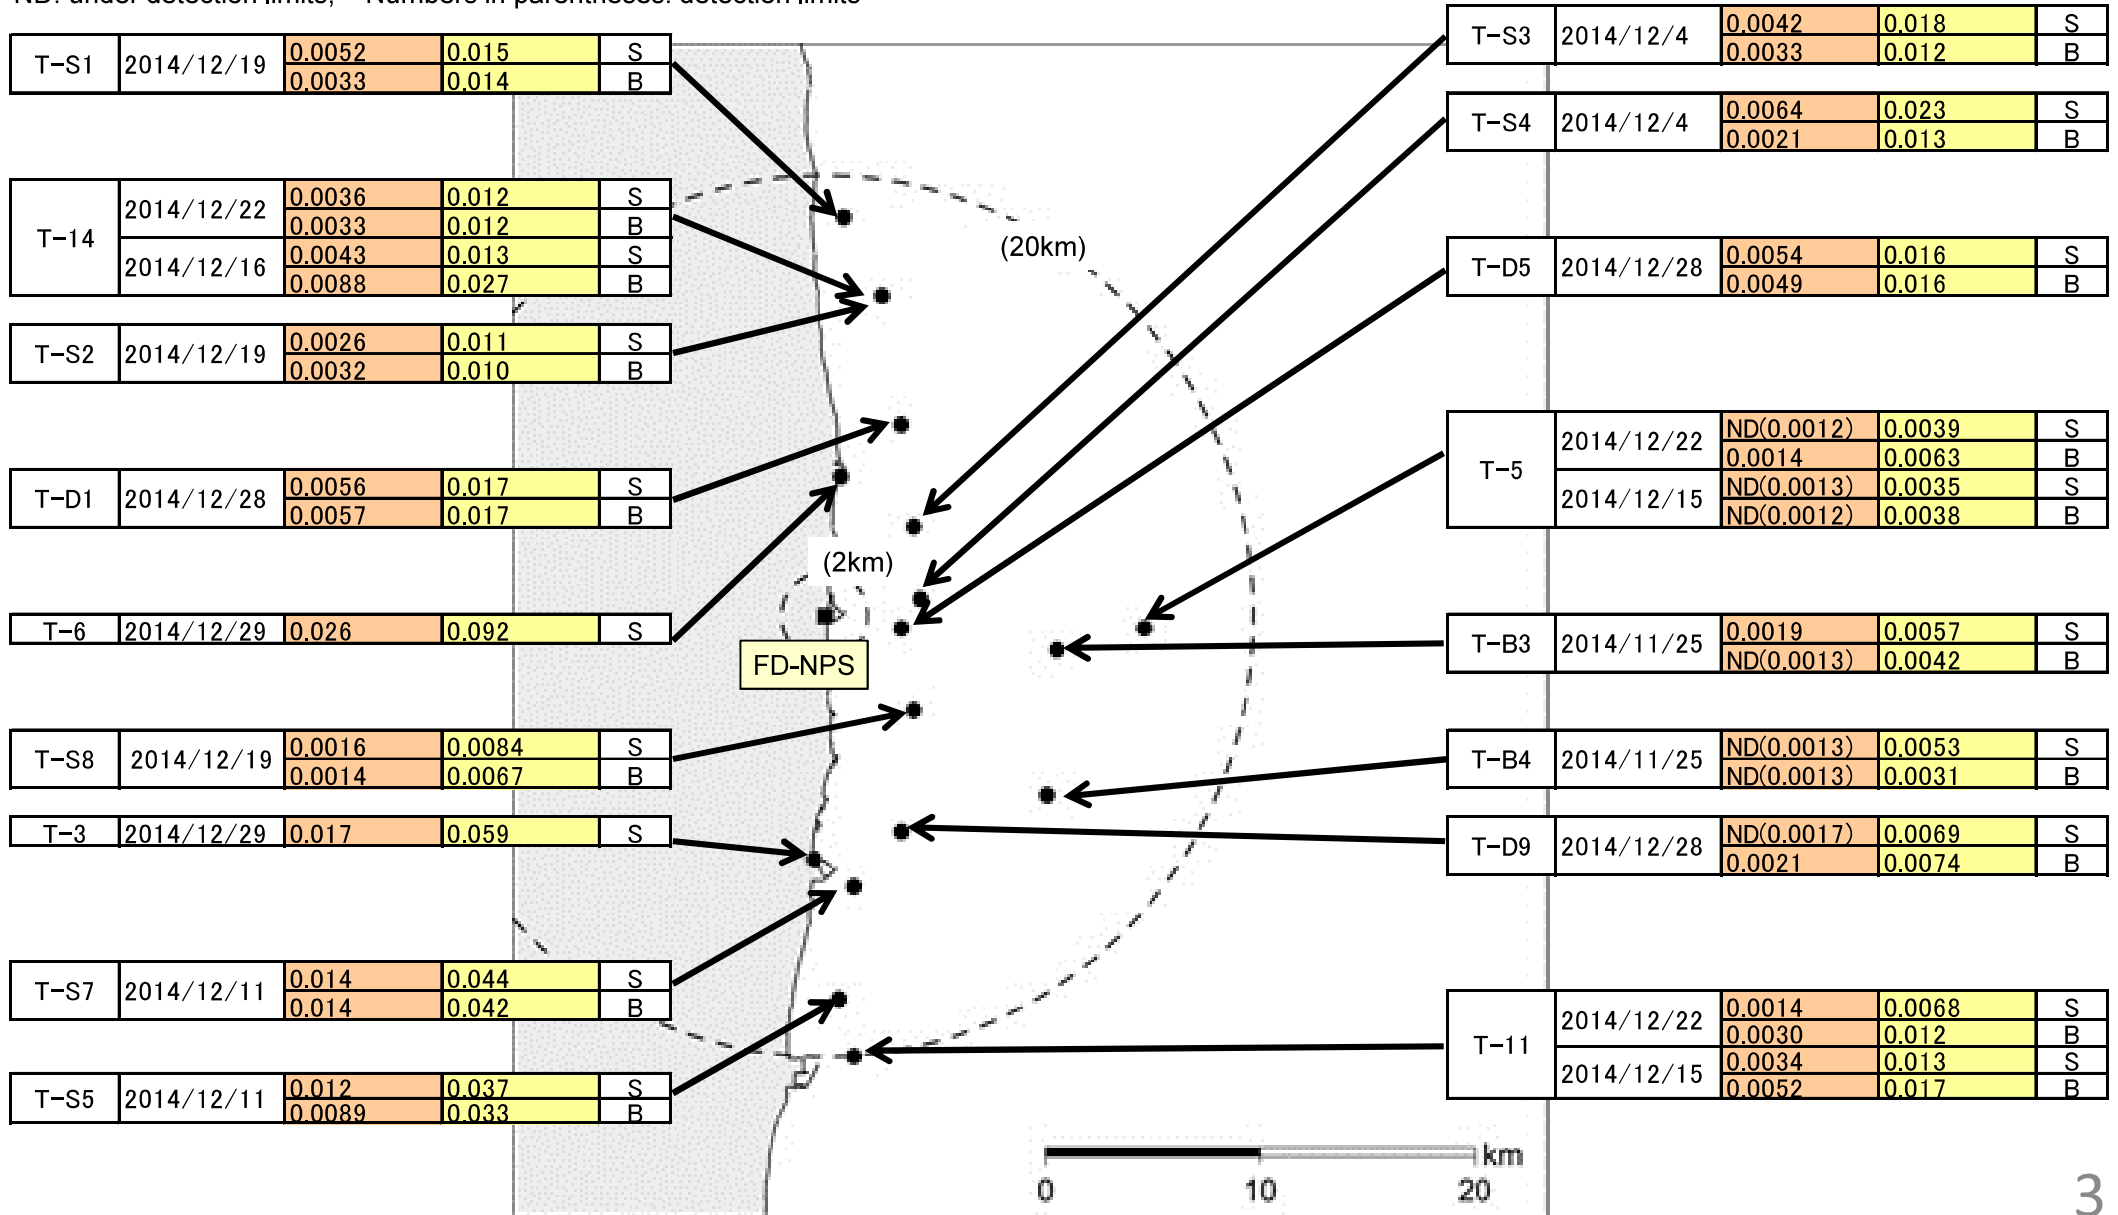 ND: under detection limits, Numbers in parentheses: detection limits
T-S1 2014/12/19 0.0052 0.015 S
0.0033 0.014 B
T-14 2014/12/22 0.0036 0.012 S
0.0033 0.012 B
2014/12/16 0.0043 0.013 S
0.0088 0.027 B
T-S2 2014/12/19 0.0026 0.011 S
0.0032 0.010 B
T-D1 2014/12/28 0.0056 0.017 S
0.0057 0.017 B
T-6 2014/12/29 0.026 0.092 S
T-S8 2014/12/19 0.0016 0.0084 S
0.0014 0.0067 B
T-3 2014/12/29 0.017 0.059 S
T-S7 2014/12/11 0.014 0.044 S
0.014 0.042 B
T-S5 2014/12/11 0.012 0.037 S
0.0089 0.033 B
(20km)
(2km)
FD-NPS
T-S3 2014/12/4 0.0042 0.018 S
0.0033 0.012 B
T-S4 2014/12/4 0.0064 0.023 S
0.0021 0.013 B
T-D5 2014/12/28 0.0054 0.016 S
0.0049 0.016 B
T-5 2014/12/22 ND(0.0012) 0.0039 S
0.0014 0.0063 B
2014/12/15 ND(0.0013) 0.0035 S
ND(0.0012) 0.0038 B
T-B3 2014/11/25 0.0019 0.0057 S
ND(0.0013) 0.0042 B
T-B4 2014/11/25 ND(0.0013) 0.0053 S
ND(0.0013) 0.0031 B
T-D9 2014/12/28 ND(0.0017) 0.0069 S
0.0021 0.0074 B
T-11 2014/12/22 0.0014 0.0068 S
0.0030 0.012 B
2014/12/15 0.0034 0.013 S
0.0052 0.017 B
km
0 10 20
3